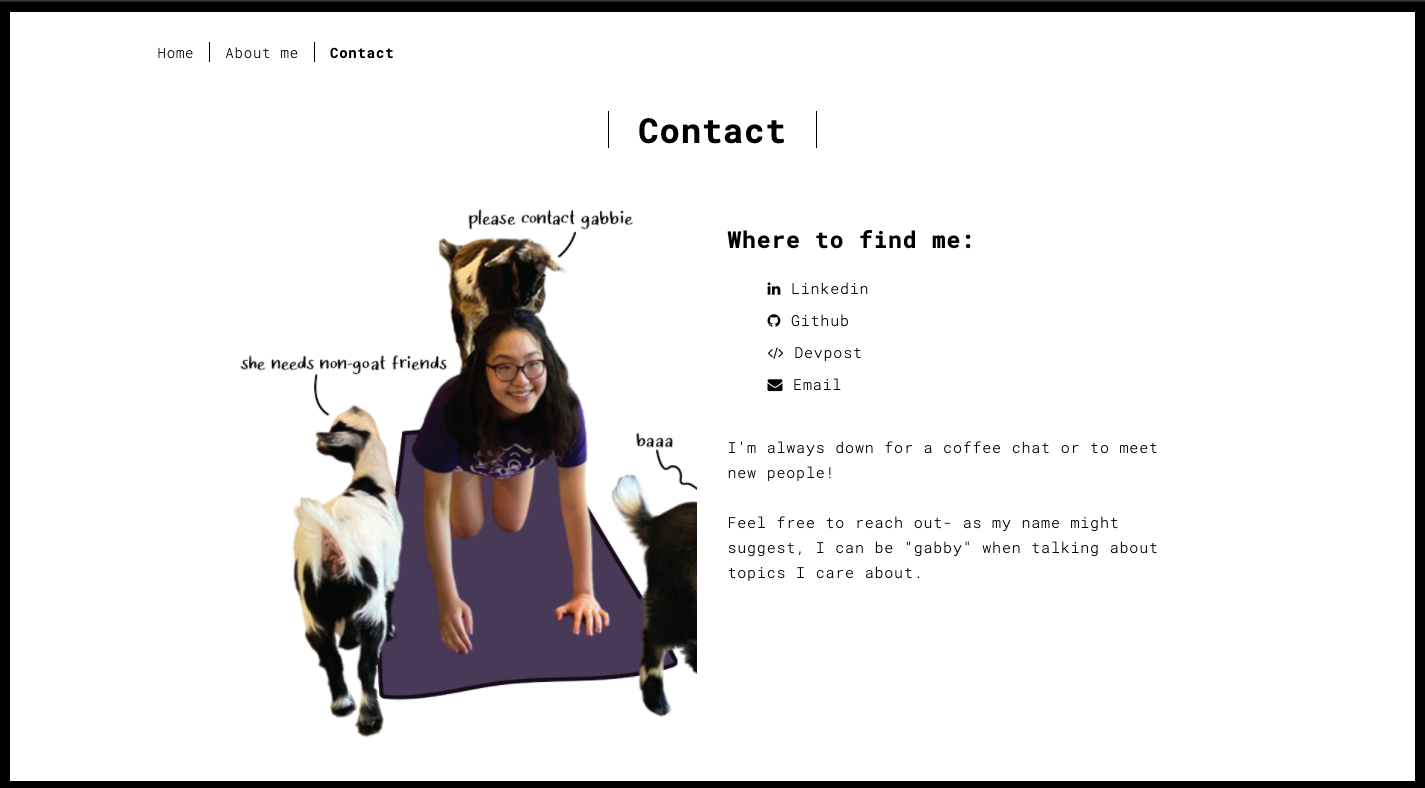 Home
About me
Contact
Contact
please contact gabbie
she needs non-goat friends
baaa
Where to find me:
Linkedin
Github
Devpost
Email
I'm always down for a coffee chat or to meet
new people!
Feel free to reach out- as my name might
suggest, I can be "gabby" when talking about
topics I care about.